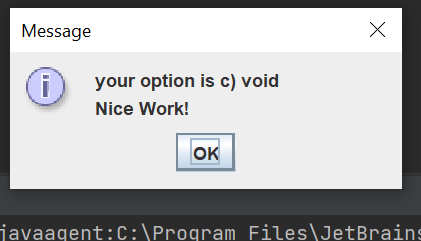 Message
your option is c) void
Nice Work!
OK
javaagent:C:\Program Files\JetBrains